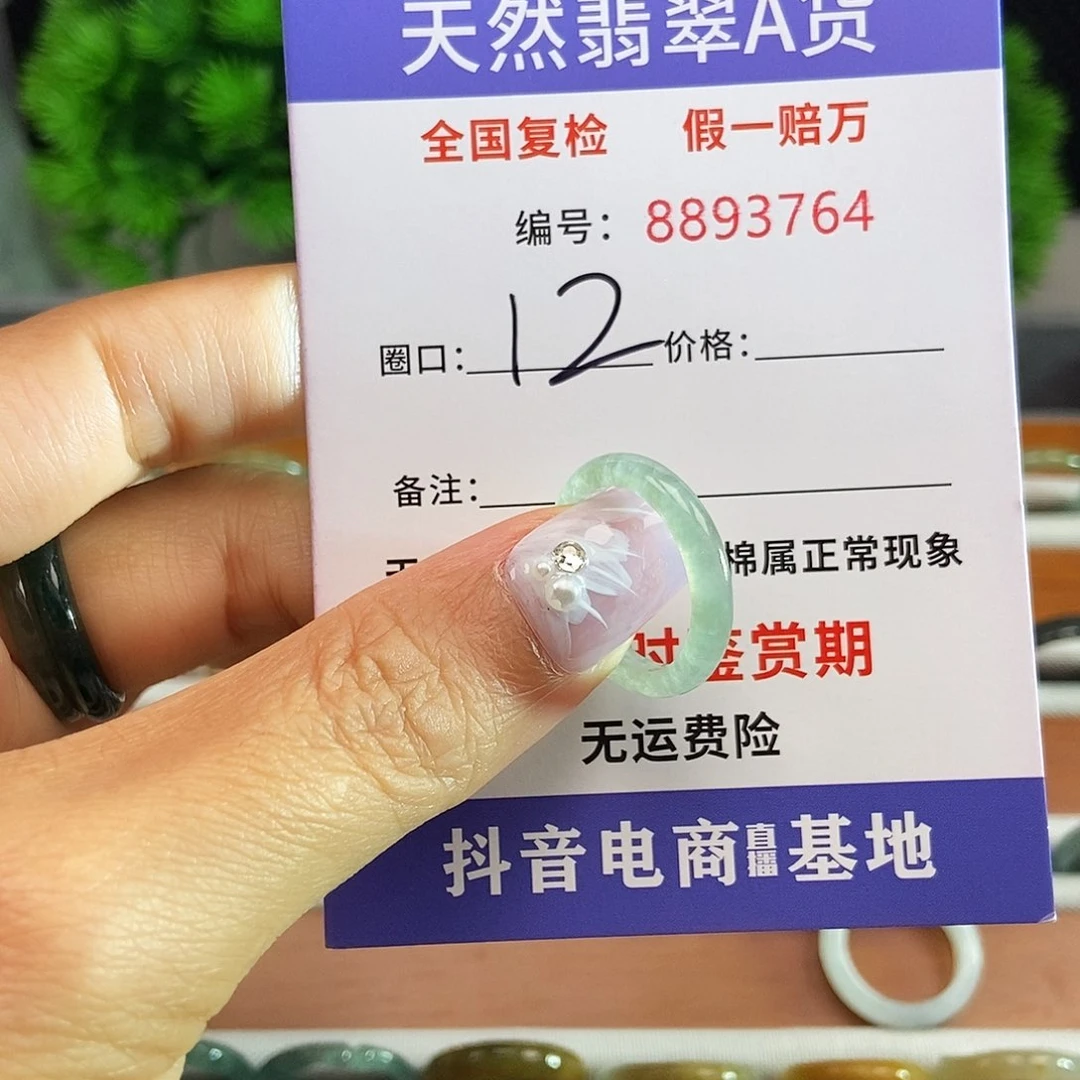 天然翡翠A货
全国复检 假一赔万
编号：8893764
圈口：12 价格：
备注：
棉属正常现象
时鉴赏期
无运费险
抖音电商直播基地